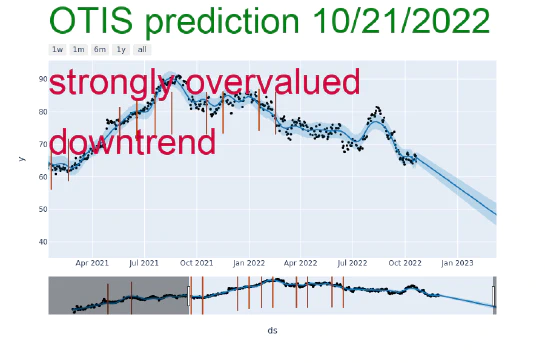 OTIS prediction 10/21/2022
1w 1m 6m 1y all
strongly overvalued
downtrend
90
80
70
60
50
40
y
Apr 2021 Jul 2021 Oct 2021 Jan 2022 Apr 2022 Jul 2022 Oct 2022 Jan 2023
ds